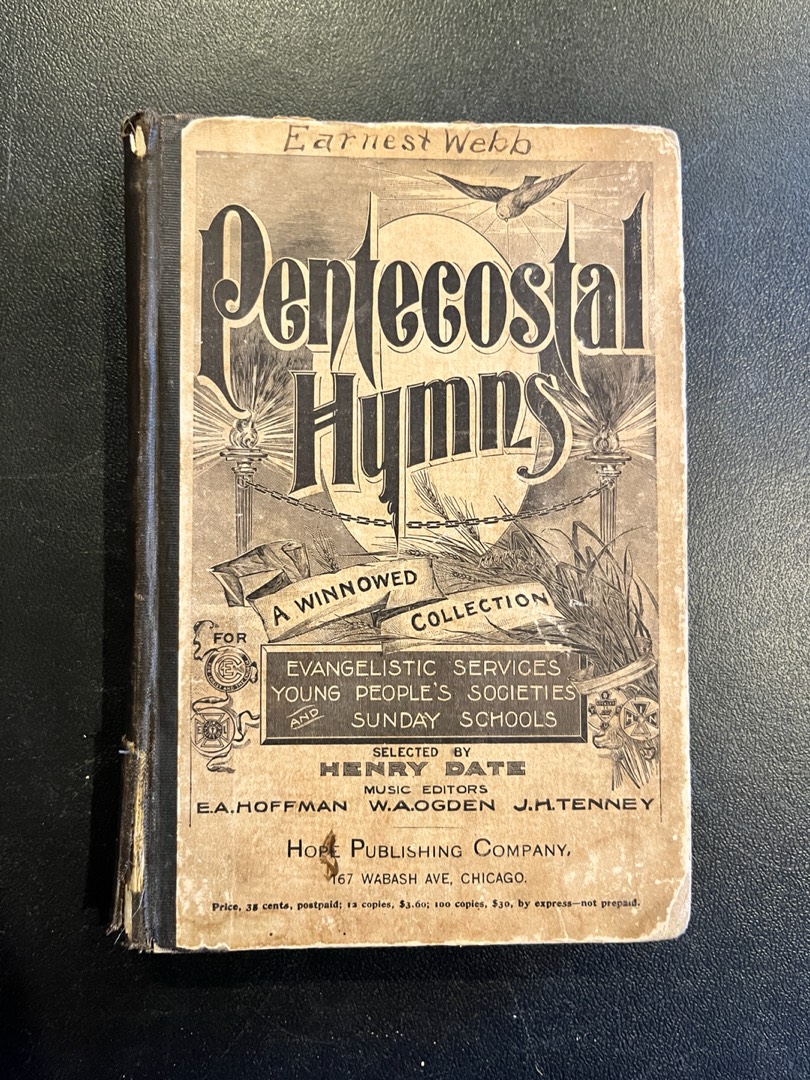 Earnest Webb
Pentecostal
Hymns
A WINNOWED
COLLECTION
FOR
EVANGELISTIC SERVICES
YOUNG PEOPLE'S SOCIETIES
AND SUNDAY SCHOOLS
SELECTED BY
HENRY DATE
MUSIC EDITORS
E.A.HOFFMAN W.A.OGDEN J.H.TENNEY
HOPE PUBLISHING COMPANY,
167 WABASH AVE, CHICAGO.
Price, 35 cents, postpaid; 12 copies, $3.60; 100 copies, $30, by express—not prepaid.